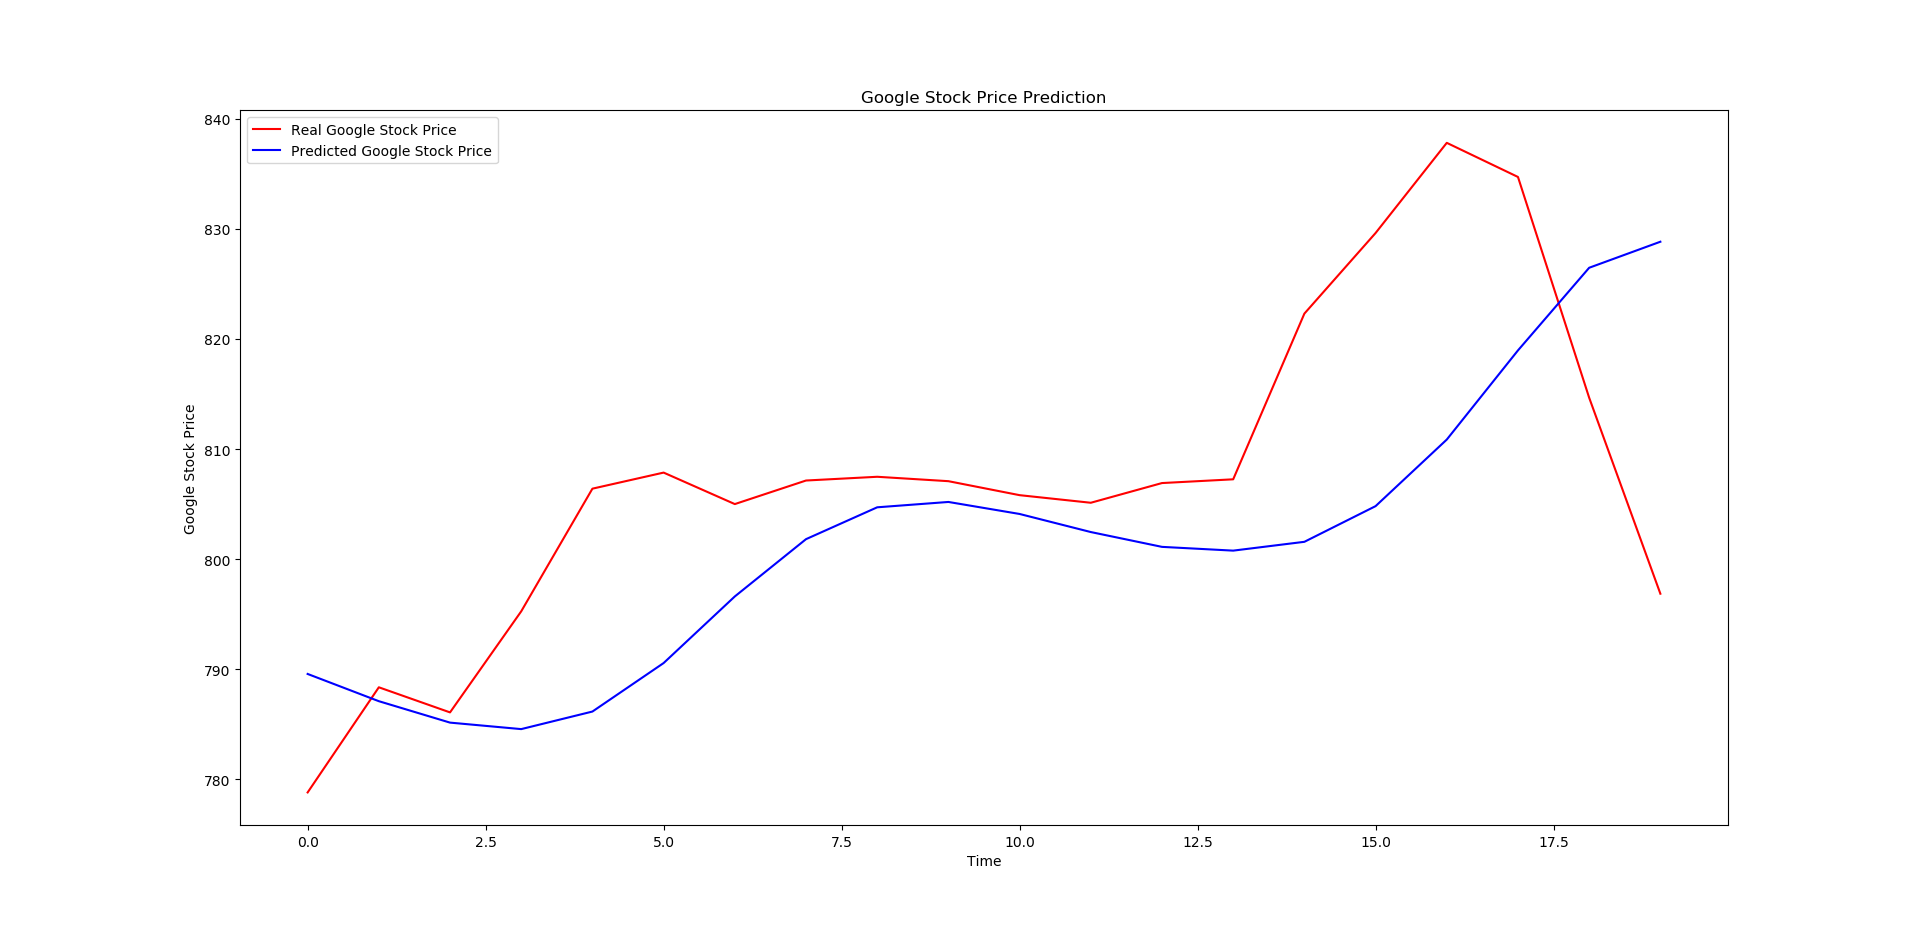 Google Stock Price Prediction
Real Google Stock Price
Predicted Google Stock Price
840
830
820
810
800
790
780
Google Stock Price
0.0 2.5 5.0 7.5 10.0 12.5 15.0 17.5
Time